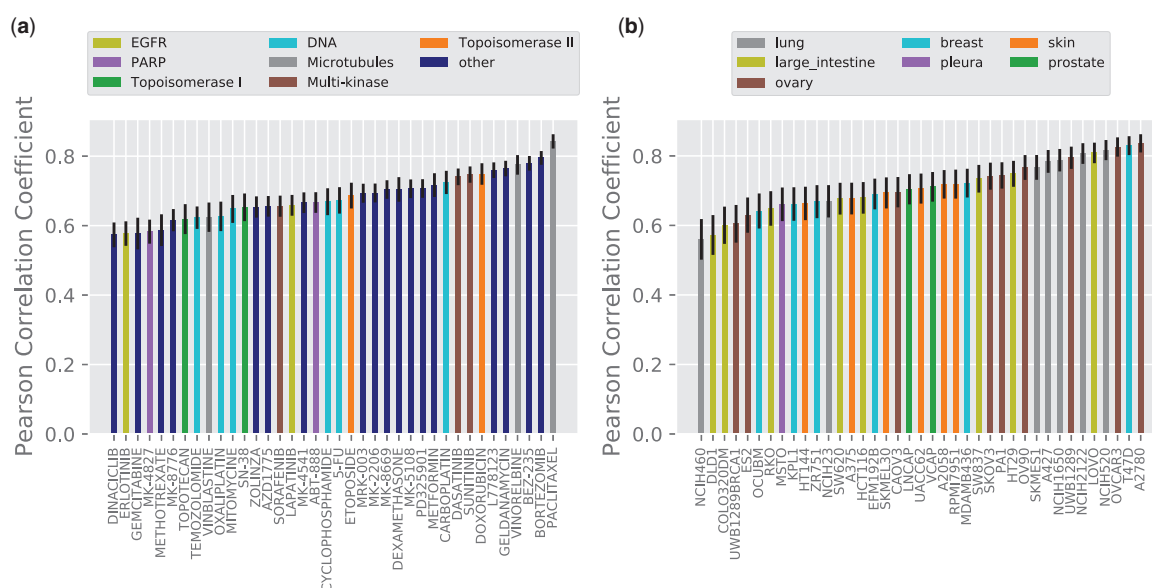 (a)
EGFR
PARP
Topoisomerase I
DNA
Microtubules
Multi-kinase
Topoisomerase II
other
Pearson Correlation Coefficient
0.8
0.6
0.4
0.2
0.0
DINACICLIB
ERLOTINIB
GEMCITABINE
MK-4827
METHOTREXATE
MK-8776
TOPOTECAN
TEMOZOLOMIDE
VINBLASTINE
OXALIPLATIN
MITOMYCINE
SN-38
ZOLINZA
AZD1775
SORAFENIB
LAPATINIB
MK-4541
ABT-888
CYCLOPHOSPHAMIDE
5-FU
ETOPOSIDE
MRK-003
MK-2206
MK-8669
DEXAMETHASONE
MK-5108
PD325901
METFORMIN
CARBOPLATIN
DASATINIB
SUNITINIB
DOXORUBICIN
L778123
GELDANAMYCIN
VINORELBINE
BEZ-235
BORTEZOMIB
PACLITAXEL
(b)
lung
large_intestine
ovary
breast
pleura
skin
prostate
Pearson Correlation Coefficient
0.8
0.6
0.4
0.2
0.0
NCIH460
DLD1
COLO320DM
UWB1289BRCA1
ES2
OCUBM
RKO
MSTO
KPL1
HT144
ZR751
NCIH23
SW620
A375
HCT116
EFM192B
SKMEL30
CAOV3
LNCAP
UACC62
VCAP
A2058
RPMI7951
MDAMB436
SW837
SKOV3
PA1
HT29
OV90
SKMES1
A427
NCIH1650
UWB1289
NCIH2122
LOVO
NCIH520
OVCAR3
T47D
A2780